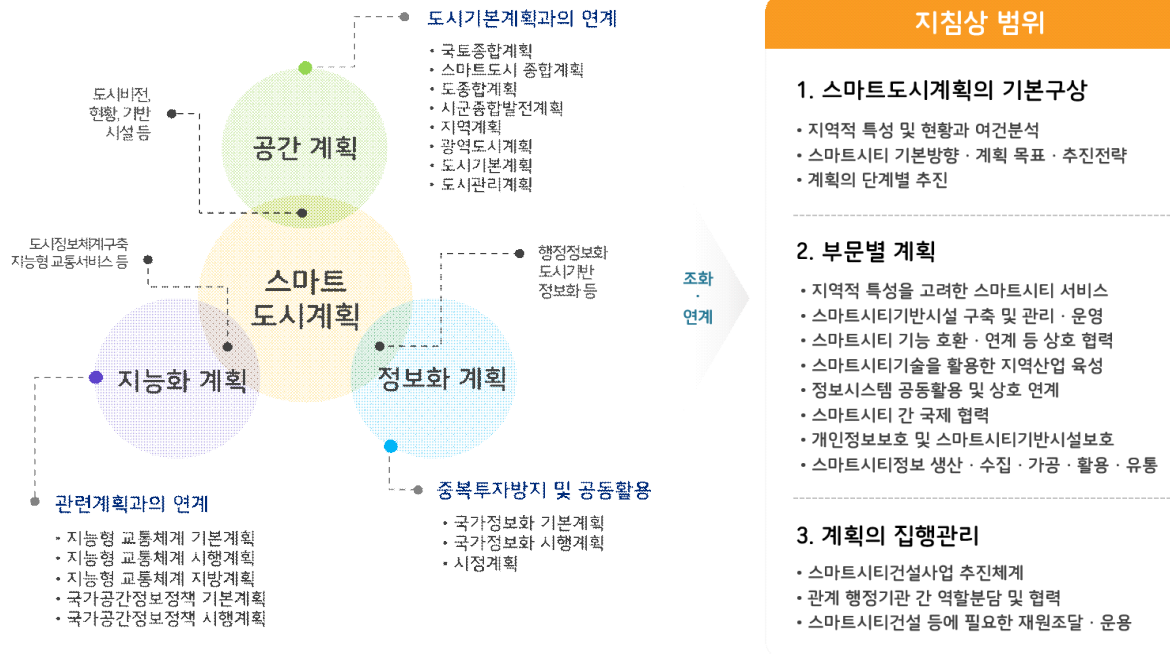 도시기본계획과의 연계
• 국토종합계획
• 스마트도시 종합계획
• 도종합계획
• 시군종합발전계획
• 지역계획
• 광역도시계획
• 도시기본계획
• 도시관리계획
도시비전,
현황, 기반
시설 등
공간 계획
도시정보체계구축
지능형 교통서비스 등
행정정보화
도시기반
정보화 등
스마트
도시계획
지능화 계획
정보화 계획
관련계획과의 연계
• 지능형 교통체계 기본계획
• 지능형 교통체계 시행계획
• 지능형 교통체계 지방계획
• 국가공간정보정책 기본계획
• 국가공간정보정책 시행계획
중복투자방지 및 공동활용
• 국가정보화 기본계획
• 국가정보화 시행계획
• 시정계획
조화
·
연계
지침상 범위
1. 스마트도시계획의 기본구상
• 지역적 특성 및 현황과 여건분석
• 스마트시티 기본방향 · 계획 목표 · 추진전략
• 계획의 단계별 추진
2. 부문별 계획
• 지역적 특성을 고려한 스마트시티 서비스
• 스마트시티기반시설 구축 및 관리 · 운영
• 스마트시티 기능 호환 · 연계 등 상호 협력
• 스마트시티기술을 활용한 지역산업 육성
• 정보시스템 공동활용 및 상호 연계
• 스마트시티 간 국제 협력
• 개인정보보호 및 스마트시티기반시설보호
• 스마트시티정보 생산 · 수집 · 가공 · 활용 · 유통
3. 계획의 집행관리
• 스마트시티건설사업 추진체계
• 관계 행정기관 간 역할분담 및 협력
• 스마트시티건설 등에 필요한 재원조달 · 운용